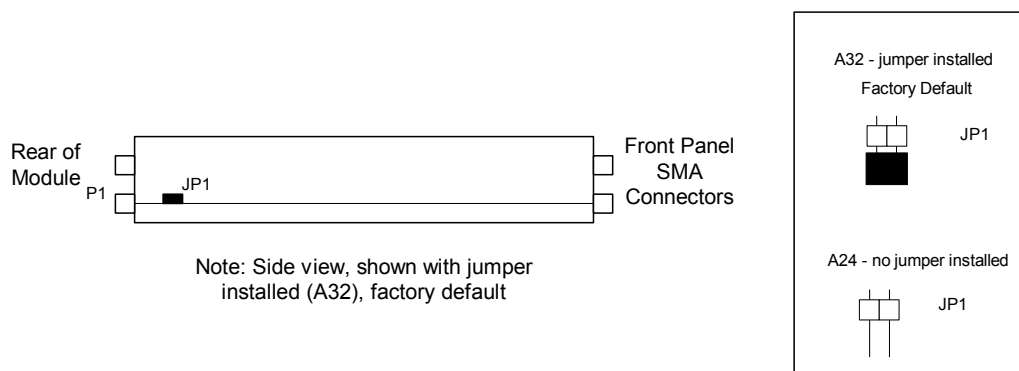 Rear of
Module
P1
JP1
Front Panel
SMA
Connectors
Note: Side view, shown with jumper
installed (A32), factory default
A32 - jumper installed
Factory Default
JP1
A24 - no jumper installed
JP1